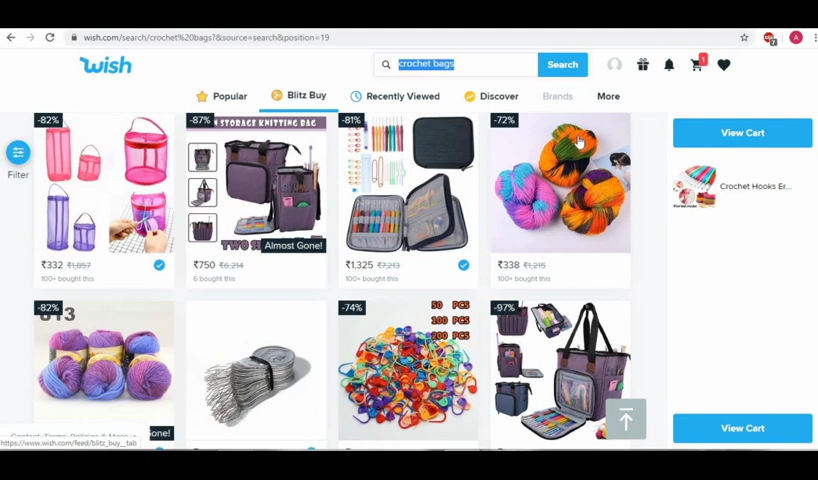 wish.com/search/crochet%20bags?&source=search&position=19
wish
crochet bags
Search
1
Popular
Blitz Buy
Recently Viewed
Discover
Brands
More
Filter
-82%
-87%
N STORAGE KNITTING BAG
Almost Gone!
-81%
-72%
₹332 ₹1,857
100+ bought this
₹750 ₹6,214
6 bought this
₹1,325 ₹7,213
100+ bought this
₹338 ₹1,215
100+ bought this
View Cart
Crochet Hooks Er...
-82%
-74%
50 PCS
100 PCS
200 PCS
-97%
Gone!
View Cart
https://www.wish.com/feed/blitz_buy__tab